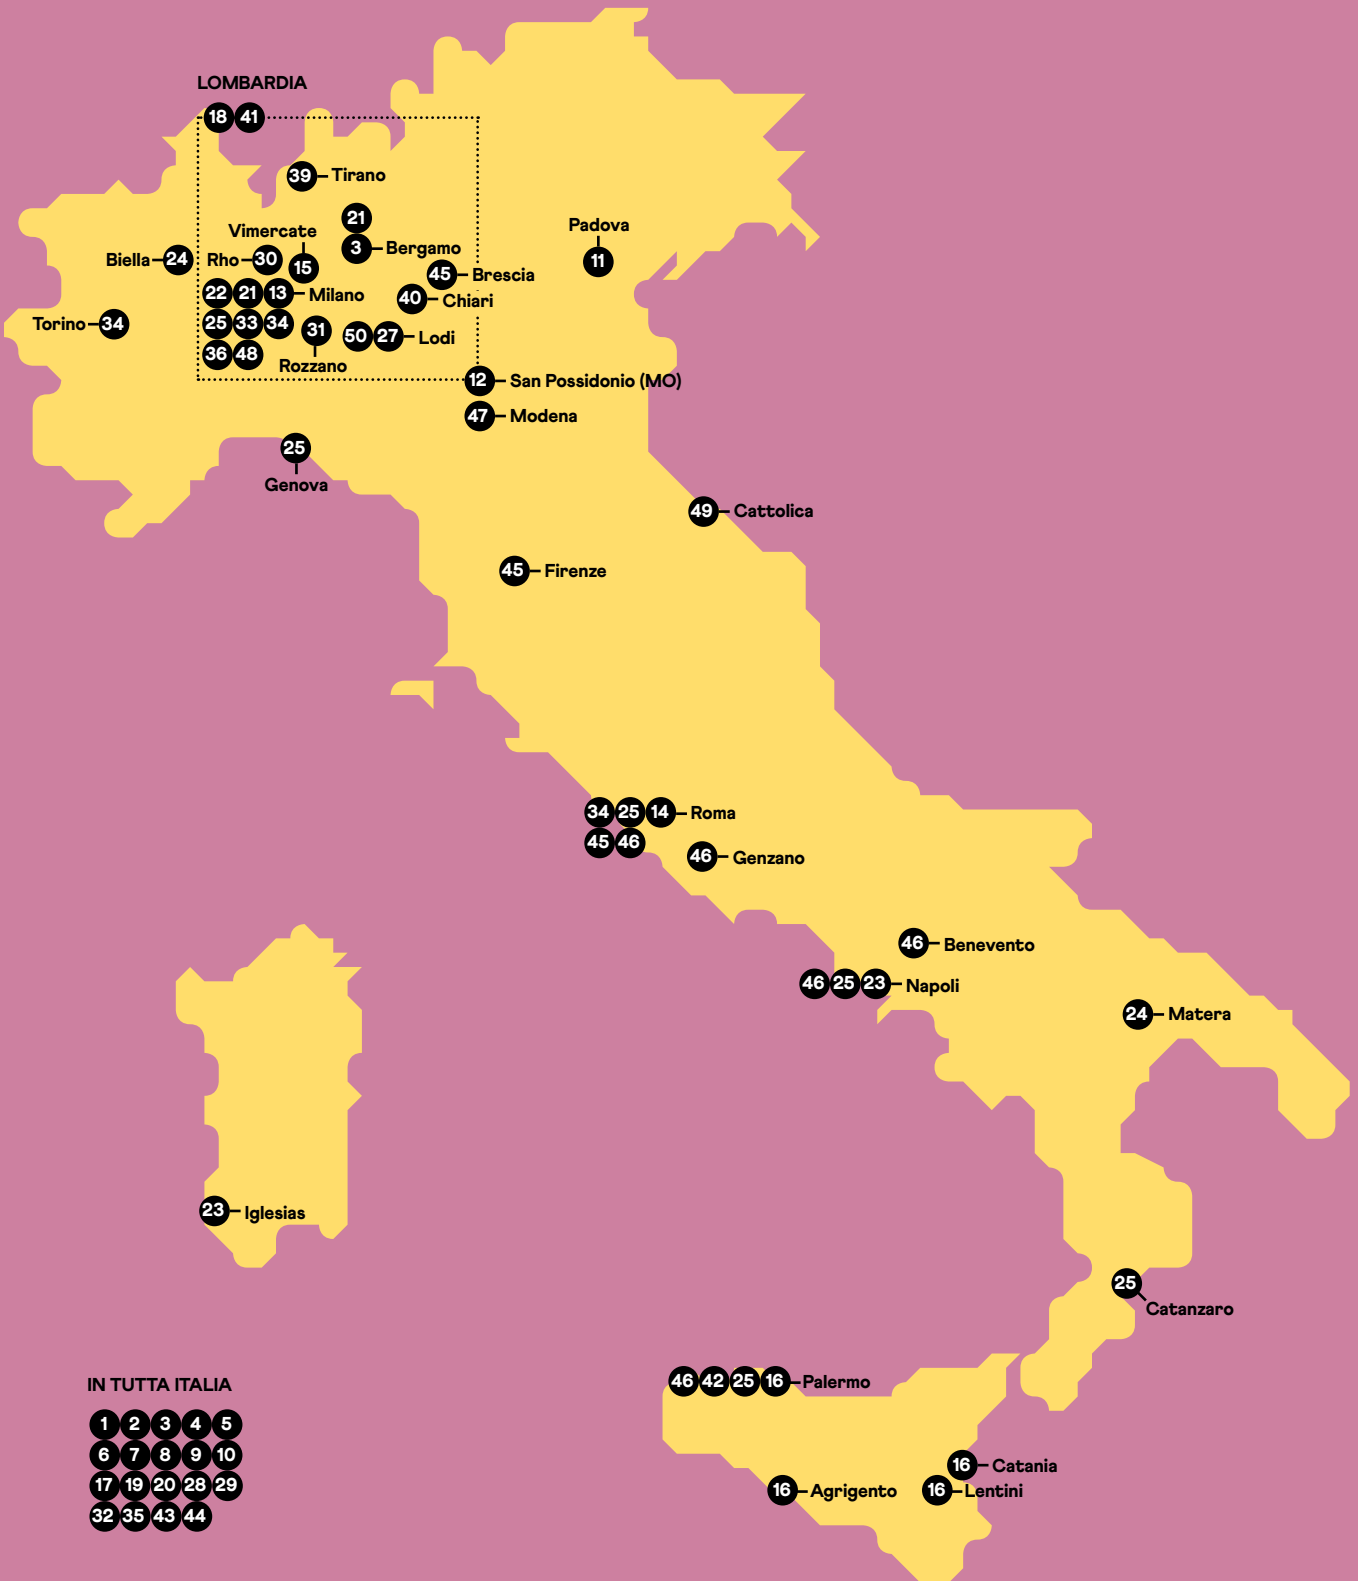 LOMBARDIA
18 41
39 Tirano
21
Vimercate
Padova
3 Bergamo
Biella 24
Rho 30
15
11
45 Brescia
22 21 13 Milano
40 Chiari
Torino 34
25 33 34
31
50 27 Lodi
36 48
Rozzano
12 San Possidonio (MO)
47 Modena
25
Genova
49 Cattolica
45 Firenze
34 25 14 Roma
45 46
46 Genzano
46 Benevento
46 25 23 Napoli
24 Matera
23 Iglesias
25
Catanzaro
46 42 25 16 Palermo
16 Catania
16 Agrigento
16 Lentini
IN TUTTA ITALIA
1 2 3 4 5
6 7 8 9 10
17 19 20 28 29
32 35 43 44